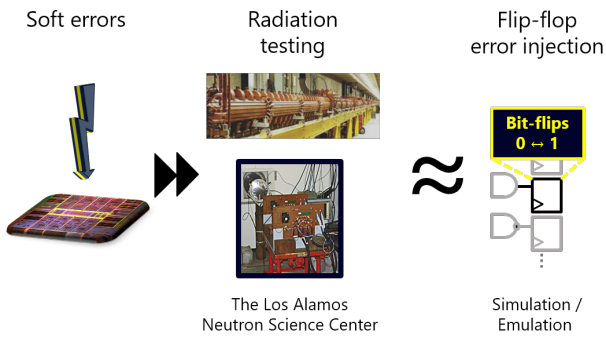 Soft errors
Radiation
testing
Flip-flop
error injection
Bit-flips
0 ↔ 1
The Los Alamos
Neutron Science Center
Simulation /
Emulation